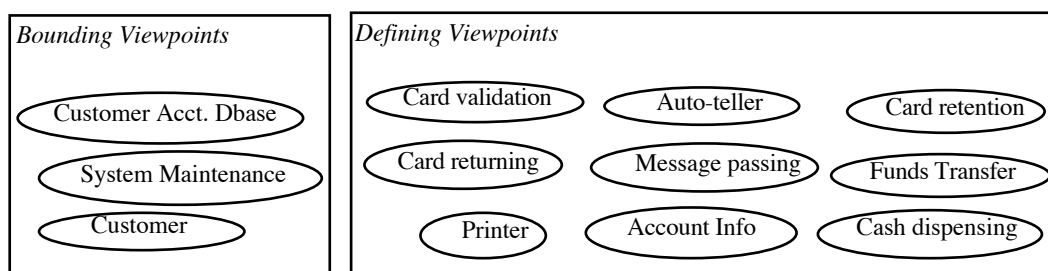 Bounding Viewpoints
Customer Acct. Dbase
System Maintenance
Customer
Defining Viewpoints
Card validation
Auto-teller
Card retention
Card returning
Message passing
Funds Transfer
Printer
Account Info
Cash dispensing